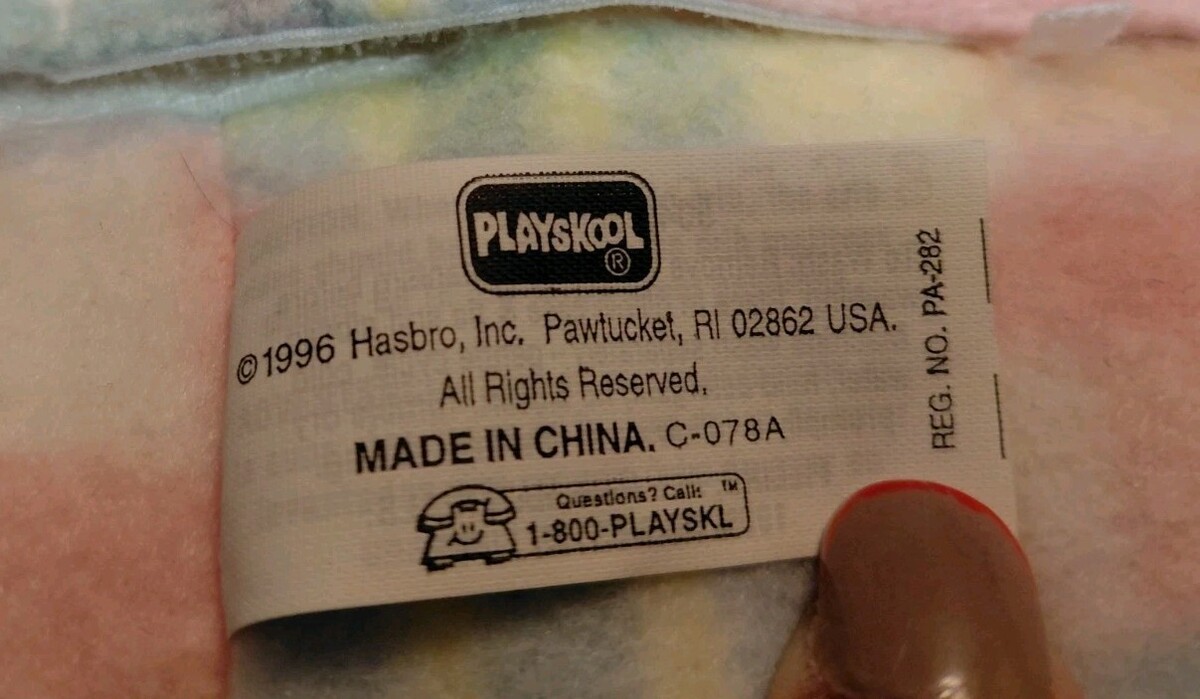 PLAYSKOOL
®
©1996 Hasbro, Inc. Pawtucket, RI 02862 USA.
All Rights Reserved.
MADE IN CHINA. C-078A
Questions? Call: ™
1-800-PLAYSKL
REG. NO. PA-282